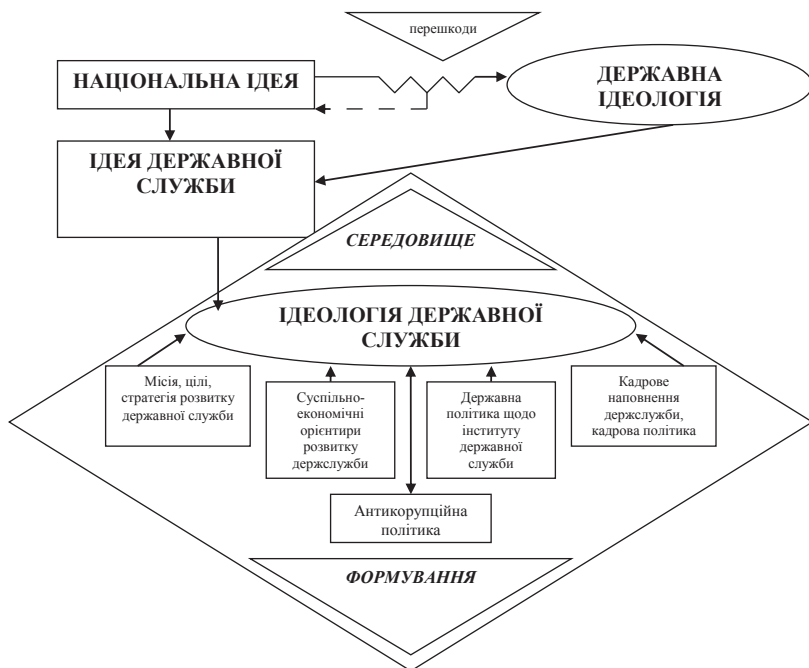 перешкоди
НАЦІОНАЛЬНА ІДЕЯ
ДЕРЖАВНА
ІДЕОЛОГІЯ
ІДЕЯ ДЕРЖАВНОЇ
СЛУЖБИ
СЕРЕДОВИЩЕ
ІДЕОЛОГІЯ ДЕРЖАВНОЇ
СЛУЖБИ
Місія, цілі,
стратегія розвитку
державної служби
Суспільно-
економічні
орієнтири
розвитку
держслужби
Державна
політика щодо
інституту
державної
служби
Кадрове
наповнення
держслужби,
кадрова політика
Антикорупційна
політика
ФОРМУВАННЯ